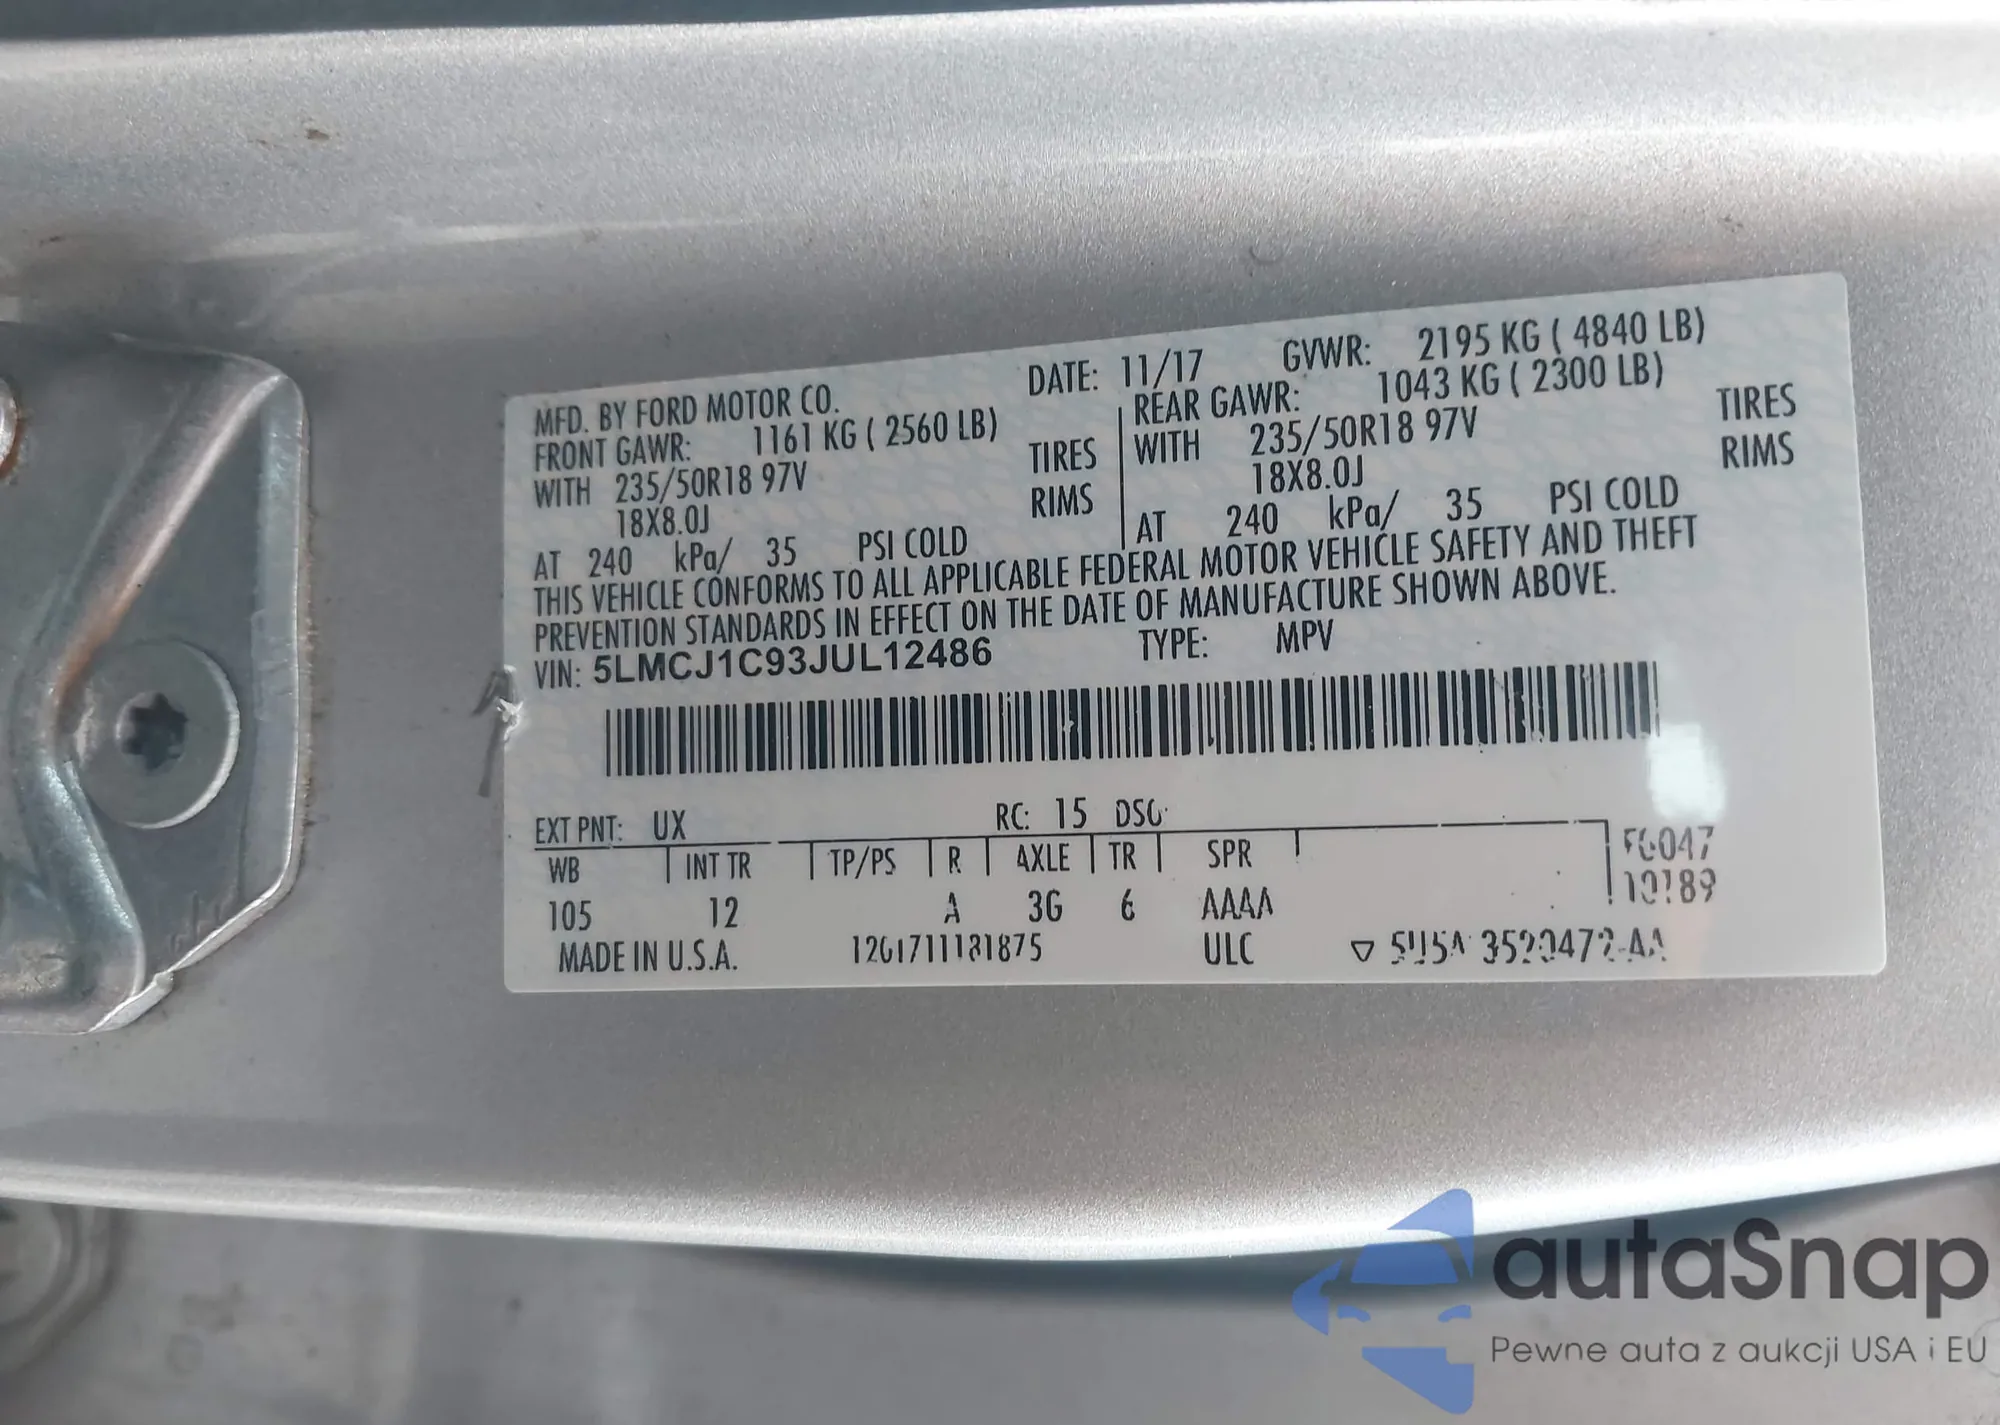 MFD. BY FORD MOTOR CO. DATE: 11/17 GVWR: 2195 KG ( 4840 LB)
FRONT GAWR: 1161 KG ( 2560 LB) REAR GAWR: 1043 KG ( 2300 LB)
WITH 235/50R18 97V TIRES WITH 235/50R18 97V TIRES
18X8.0J RIMS 18X8.0J RIMS
AT 240 kPa/ 35 PSI COLD AT 240 kPa/ 35 PSI COLD
THIS VEHICLE CONFORMS TO ALL APPLICABLE FEDERAL MOTOR VEHICLE SAFETY AND THEFT
PREVENTION STANDARDS IN EFFECT ON THE DATE OF MANUFACTURE SHOWN ABOVE.
VIN: 5LMCJ1C93JUL12486 TYPE: MPV
EXT PNT: UX RC: 15 DSO:
WB INT TR TP/PS R AXLE TR SPR
105 12 A 3G 6 AAAA
MADE IN U.S.A. ULC
autaSnap
Pewne auta z aukcji USA i EU